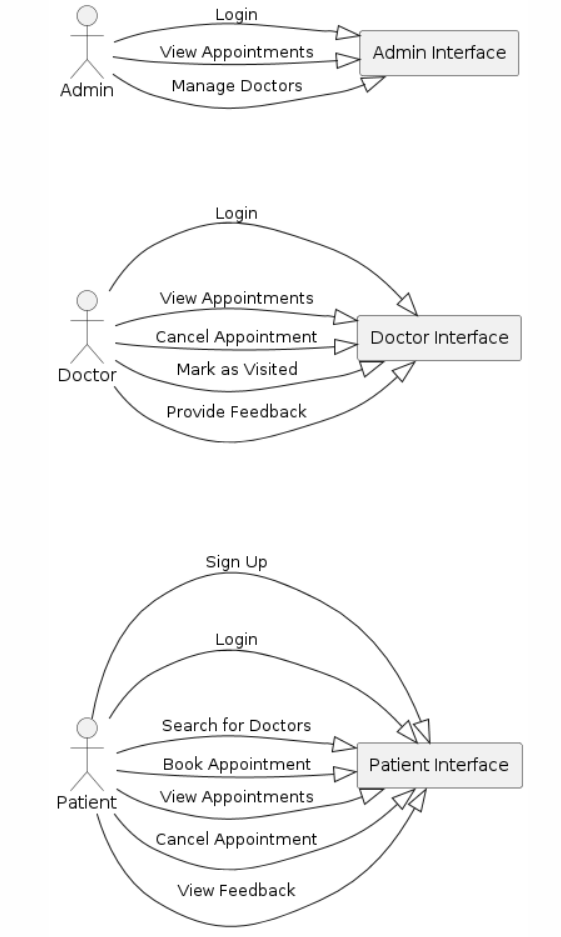 Login
View Appointments
Admin Interface
Manage Doctors
Admin
Login
View Appointments
Cancel Appointment
Doctor Interface
Mark as Visited
Doctor
Provide Feedback
Sign Up
Login
Search for Doctors
Book Appointment
Patient Interface
View Appointments
Patient
Cancel Appointment
View Feedback